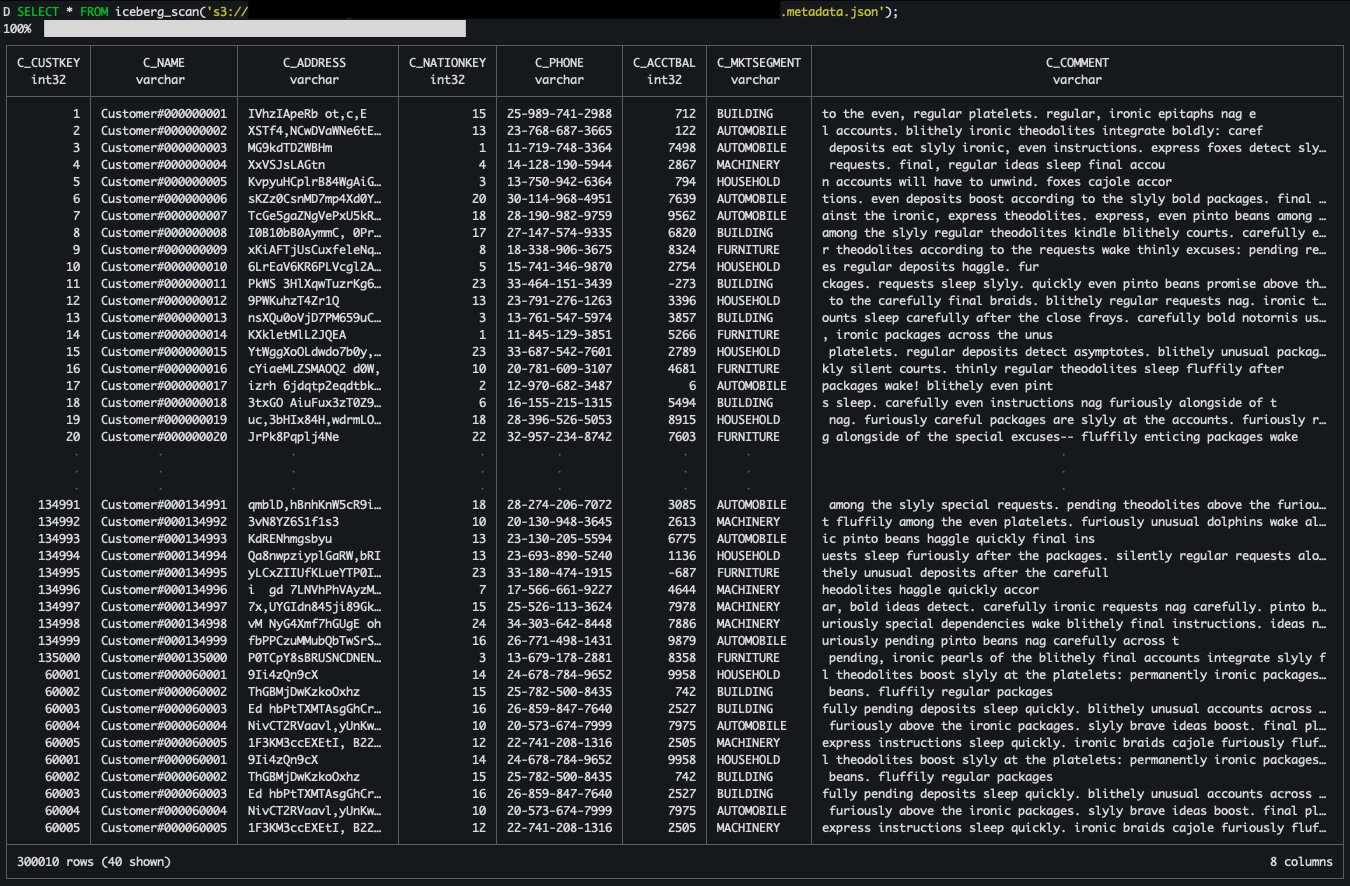 D SELECT * FROM iceberg_scan('s3:// .metadata.json');
100%
C_CUSTKEY C_NAME C_ADDRESS C_NATIONKEY C_PHONE C_ACCTBAL C_MKTSEGMENT C_COMMENT
int32 varchar varchar int32 varchar int32 varchar varchar
1 Customer#000000001 IVhzIApeRb ot,c,E 15 25-989-741-2988 712 BUILDING to the even, regular platelets. regular, ironic epitaphs nag e
2 Customer#000000002 XSTf4,NCwDVaWNe6tE… 13 23-768-687-3665 122 AUTOMOBILE l accounts. blithely ironic theodolites integrate boldly: caref
3 Customer#000000003 MG9kdTD2WBHm 1 11-719-748-3364 7498 AUTOMOBILE deposits eat slyly ironic, even instructions. express foxes detect sly…
4 Customer#000000004 XxVSJsLAGtn 4 14-128-190-5944 2867 MACHINERY requests. final, regular ideas sleep final accou
5 Customer#000000005 KvpyuHCplrB84WgAiG… 3 13-750-942-6364 794 HOUSEHOLD n accounts will have to unwind. foxes cajole accor
6 Customer#000000006 sKZz0CsnMD7mp4Xd0Y… 20 30-114-968-4951 7639 AUTOMOBILE tions. even deposits boost according to the slyly bold packages. final …
7 Customer#000000007 TcGe5gaZNgVePxU5kR… 18 28-190-982-9759 9562 AUTOMOBILE ainst the ironic, express theodolites. express, even pinto beans among …
8 Customer#000000008 I0B10bB0AymmC, 0Pr… 17 27-147-574-9335 6820 BUILDING among the slyly regular theodolites kindle blithely courts. carefully e…
9 Customer#000000009 xKiAFTjUsCuxfeleNq… 8 18-338-906-3675 8324 FURNITURE r theodolites according to the requests wake thinly excuses: pending re…
10 Customer#000000010 6LrEaV6KR6PLVcgl2A… 5 15-741-346-9870 2754 HOUSEHOLD es regular deposits haggle. fur
11 Customer#000000011 PkWS 3HlXqwTuzrKg6… 23 33-464-151-3439 -273 BUILDING ckages. requests sleep slyly. quickly even pinto beans promise above th…
12 Customer#000000012 9PWKuhzT4Zr1Q 13 23-791-276-1263 3396 HOUSEHOLD to the carefully final braids. blithely regular requests nag. ironic t…
13 Customer#000000013 nsXQu0oVjD7PM659uC… 3 13-761-547-5974 3857 BUILDING ounts sleep carefully after the close frays. carefully bold notornis us…
14 Customer#000000014 KXkletMlL2JQEA 1 11-845-129-3851 5266 FURNITURE , ironic packages across the unus
15 Customer#000000015 YtWggXoOLdwdo7b0y,… 23 33-687-542-7601 2789 HOUSEHOLD platelets. regular deposits detect asymptotes. blithely unusual packag…
16 Customer#000000016 cYiaeMLZSMAOQ2 d0W, 10 20-781-609-3107 4681 FURNITURE kly silent courts. thinly regular theodolites sleep fluffily after
17 Customer#000000017 izrh 6jdqtp2eqdtbk… 2 12-970-682-3487 6 AUTOMOBILE packages wake! blithely even pint
18 Customer#000000018 3txGO AiuFux3zT0Z9… 6 16-155-215-1315 5494 BUILDING s sleep. carefully even instructions nag furiously alongside of t
19 Customer#000000019 uc,3bHIx84H,wdrmLO… 18 28-396-526-5053 8915 HOUSEHOLD nag. furiously careful packages are slyly at the accounts. furiously r…
20 Customer#000000020 JrPk8Pqplj4Ne 22 32-957-234-8742 7603 FURNITURE g alongside of the special excuses-- fluffily enticing packages wake
· · · · · · · ·
· · · · · · · ·
· · · · · · · ·
134991 Customer#000134991 qmblD,hBnhKnW5cR9i… 18 28-274-206-7072 3085 AUTOMOBILE among the slyly special requests. pending theodolites above the furiou…
134992 Customer#000134992 3vN8YZ6S1f1s3 10 20-130-948-3645 2613 MACHINERY t fluffily among the even platelets. furiously unusual dolphins wake al…
134993 Customer#000134993 KdRENhmgsbyu 13 23-130-205-5594 6775 AUTOMOBILE ic pinto beans haggle quickly final ins
134994 Customer#000134994 Qa8nwpziyplGaRW,bRI 13 23-693-890-5240 1136 HOUSEHOLD uests sleep furiously after the packages. silently regular requests alo…
134995 Customer#000134995 yLCxZIIUfKLueYTP0I… 23 33-180-474-1915 -687 FURNITURE thely unusual deposits after the carefull
134996 Customer#000134996 i gd 7LNVhPhVAyzM… 7 17-566-661-9227 4644 MACHINERY heodolites haggle quickly accor
134997 Customer#000134997 7x,UYGIdn845ji89Gk… 15 25-526-113-3624 7978 MACHINERY ar, bold ideas detect. carefully ironic requests nag carefully. pinto b…
134998 Customer#000134998 vM NyG4Xmf7hGUgE oh 24 34-303-642-8448 7886 MACHINERY uriously special dependencies wake blithely final instructions. ideas n…
134999 Customer#000134999 fbPPCzuMMubQbTwSrS… 16 26-771-498-1431 9879 AUTOMOBILE uriously pending pinto beans nag carefully across t
135000 Customer#000135000 P0TCpY8sBRUSNCDNEN… 3 13-679-178-2881 8358 FURNITURE pending, ironic pearls of the blithely final accounts integrate slyly f
60001 Customer#000060001 9Ii4zQn9cX 14 24-678-784-9652 9958 HOUSEHOLD l theodolites boost slyly at the platelets: permanently ironic packages…
60002 Customer#000060002 ThGBMjDwKzkoOxhz 15 25-782-500-8435 742 BUILDING beans. fluffily regular packages
60003 Customer#000060003 Ed hbPtTXMTAsgGhCr… 16 26-859-847-7640 2527 BUILDING fully pending deposits sleep quickly. blithely unusual accounts across …
60004 Customer#000060004 NivCT2RVaavl,yUnKw… 10 20-573-674-7999 7975 AUTOMOBILE furiously above the ironic packages. slyly brave ideas boost. final pl…
60005 Customer#000060005 1F3KM3ccEXEtI, B22… 12 22-741-208-1316 2505 MACHINERY express instructions sleep quickly. ironic braids cajole furiously fluf…
60001 Customer#000060001 9Ii4zQn9cX 14 24-678-784-9652 9958 HOUSEHOLD l theodolites boost slyly at the platelets: permanently ironic packages…
60002 Customer#000060002 ThGBMjDwKzkoOxhz 15 25-782-500-8435 742 BUILDING beans. fluffily regular packages
60003 Customer#000060003 Ed hbPtTXMTAsgGhCr… 16 26-859-847-7640 2527 BUILDING fully pending deposits sleep quickly. blithely unusual accounts across …
60004 Customer#000060004 NivCT2RVaavl,yUnKw… 10 20-573-674-7999 7975 AUTOMOBILE furiously above the ironic packages. slyly brave ideas boost. final pl…
60005 Customer#000060005 1F3KM3ccEXEtI, B22… 12 22-741-208-1316 2505 MACHINERY express instructions sleep quickly. ironic braids cajole furiously fluf…
300010 rows (40 shown) 8 columns